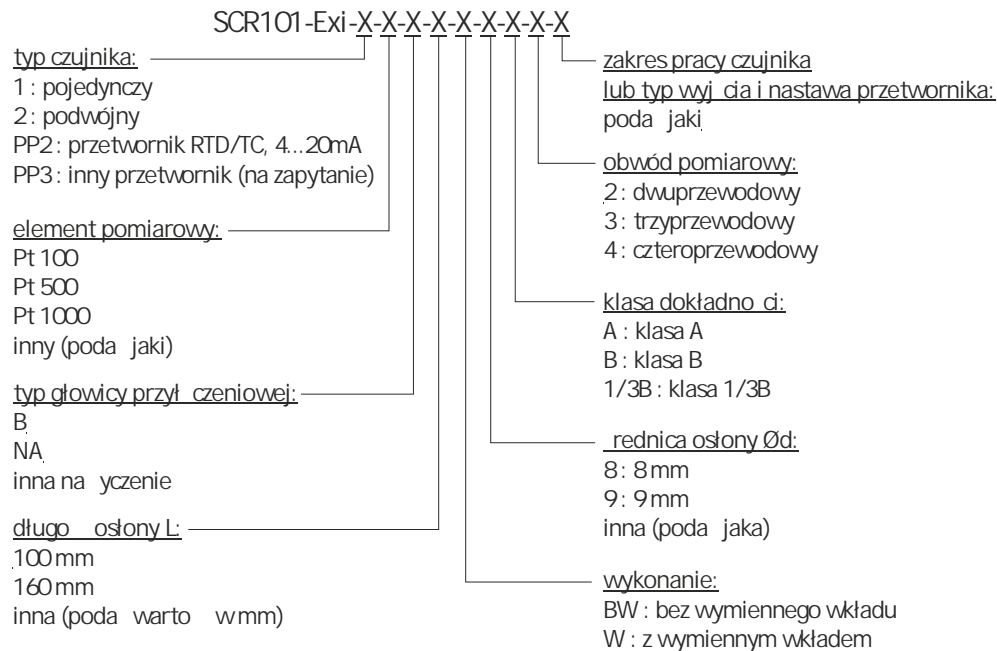 SCR101-Exi-X-X-X-X-X-X-X-X-X
typ czujnika:
1 : pojedynczy
2 : podwójny
PP2 : przetwornik RTD/TC, 4...20mA
PP3 : inny przetwornik (na zapytanie)
element pomiarowy:
Pt 100
Pt 500
Pt 1000
inny (poda jaki)
typ głowicy przył czeniowej:
B
NA
inna na yczenie
długo osłony L:
100 mm
160 mm
inna (poda warto w mm)
zakres pracy czujnika
lub typ wyj cia i nastawa przetwornika:
poda jaki
obwód pomiarowy:
2 : dwuprzewodowy
3 : trzyprzewodowy
4 : czteroprzewodowy
klasa dokładno ci:
A : klasa A
B : klasa B
1/3B : klasa 1/3B
rednica osłony Ød:
8 : 8 mm
9 : 9 mm
inna (poda jaka)
wykonanie:
BW : bez wymiennego wkładu
W : z wymiennym wkładem